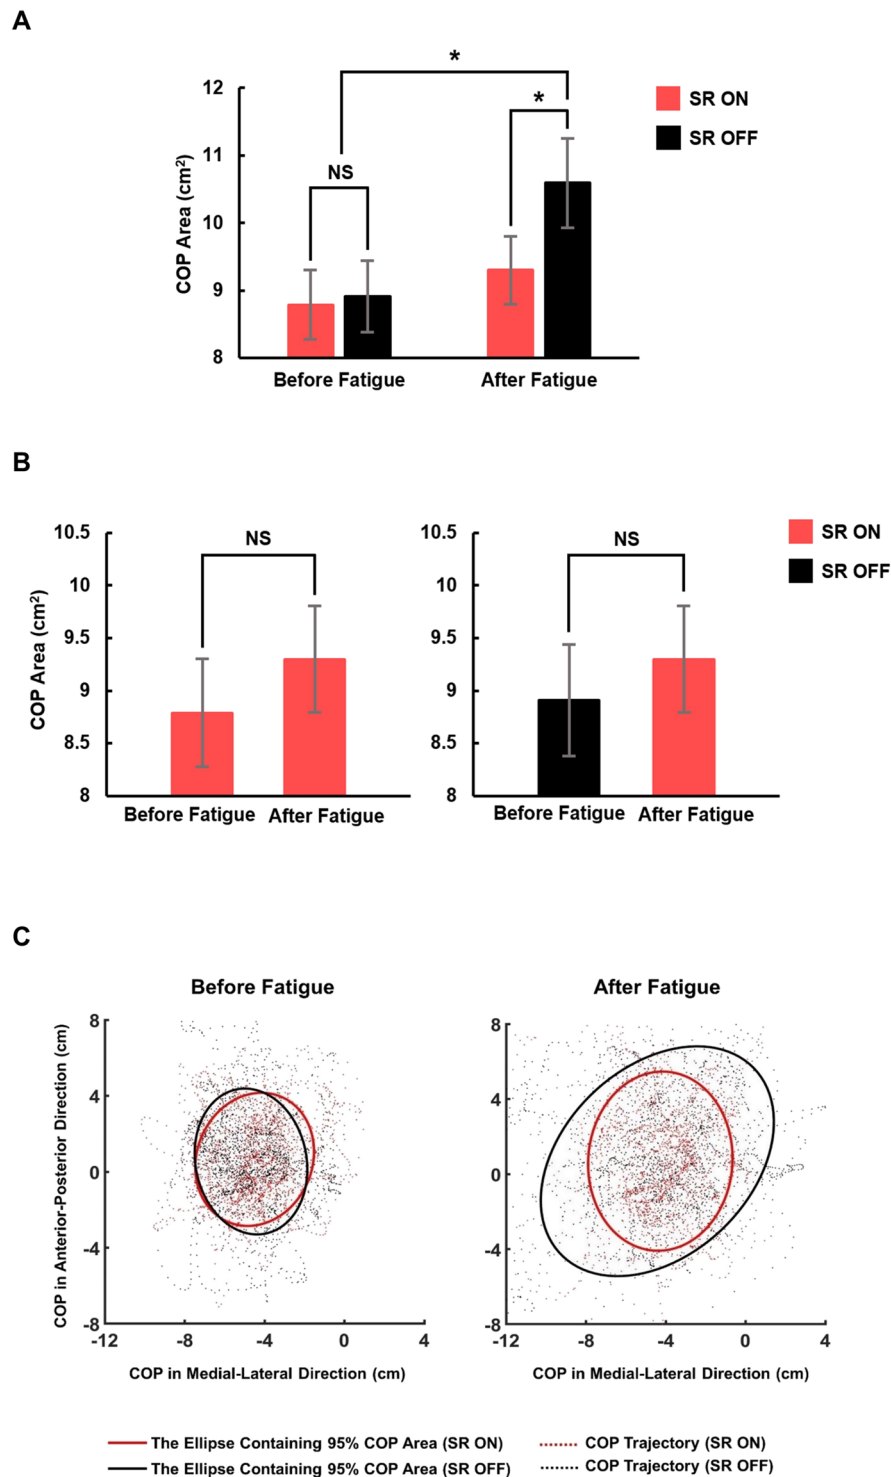 A
*
12
*
SR ON
SR OFF
11
NS
10
COP Area (cm²)
9
8
Before Fatigue
After Fatigue
B
10.5
NS
10
9.5
9
8.5
8
COP Area (cm²)
Before Fatigue
After Fatigue
10.5
NS
10
9.5
9
8.5
8
Before Fatigue
After Fatigue
SR ON
SR OFF
C
Before Fatigue
8
4
0
-4
-8
COP in Anterior-Posterior Direction (cm)
-12 -8 -4 0 4
COP in Medial-Lateral Direction (cm)
After Fatigue
8
4
0
-4
-8
-12 -8 -4 0 4
COP in Medial-Lateral Direction (cm)
The Ellipse Containing 95% COP Area (SR ON)
COP Trajectory (SR ON)
The Ellipse Containing 95% COP Area (SR OFF)
COP Trajectory (SR OFF)